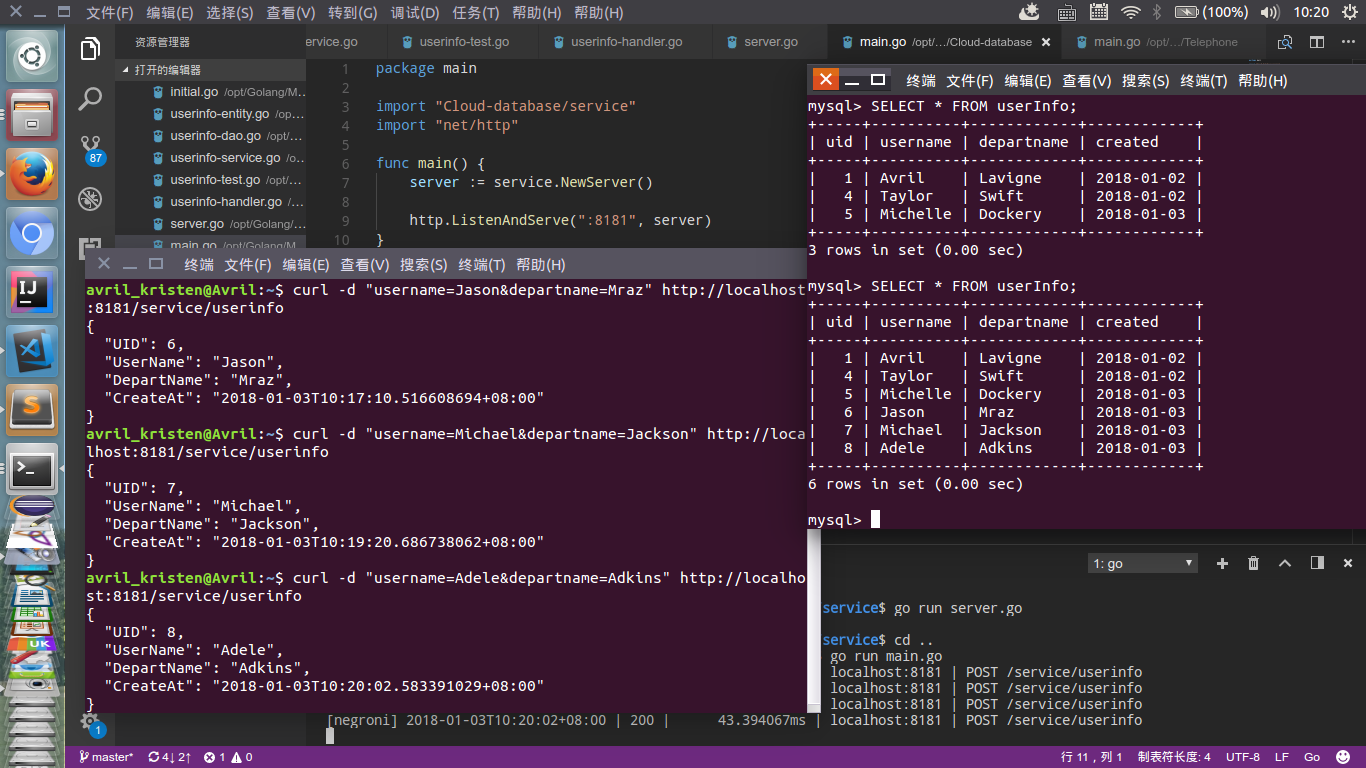 文件(F) 编辑(E) 选择(S) 查看(V) 转到(G) 调试(D) 任务(T) 帮助(H) 帮助(H) (100%) 10:20
资源管理器
打开的编辑器
initial.go /opt/Golang/M...
userinfo-entity.go /op...
userinfo-dao.go /opt/...
userinfo-service.go /o...
userinfo-test.go /opt/...
userinfo-handler.go /...
server.go /opt/Golang/...
main.go /opt/Golang/M...
87
ervice.go userinfo-test.go userinfo-handler.go server.go main.go /opt/.../Cloud-database main.go /opt/.../Telephone
1 package main
2
3 import "Cloud-database/service"
4 import "net/http"
5
6 func main() {
7 server := service.NewServer()
8
9 http.ListenAndServe(":8181", server)
10 }
终端 文件(F) 编辑(E) 查看(V) 搜索(S) 终端(T) 帮助(H)
avril_kristen@Avril:~$ curl -d "username=Jason&departname=Mraz" http://localhost
:8181/service/userinfo
{
"UID": 6,
"UserName": "Jason",
"DepartName": "Mraz",
"CreateAt": "2018-01-03T10:17:10.516608694+08:00"
}
avril_kristen@Avril:~$ curl -d "username=Michael&departname=Jackson" http://loca
lhost:8181/service/userinfo
{
"UID": 7,
"UserName": "Michael",
"DepartName": "Jackson",
"CreateAt": "2018-01-03T10:19:20.686738062+08:00"
}
avril_kristen@Avril:~$ curl -d "username=Adele&departname=Adkins" http://localho
st:8181/service/userinfo
{
"UID": 8,
"UserName": "Adele",
"DepartName": "Adkins",
"CreateAt": "2018-01-03T10:20:02.583391029+08:00"
}
终端 文件(F) 编辑(E) 查看(V) 搜索(S) 终端(T) 帮助(H)
mysql> SELECT * FROM userInfo;
+-----+----------+------------+------------+
| uid | username | departname | created |
+-----+----------+------------+------------+
| 1 | Avril | Lavigne | 2018-01-02 |
| 4 | Taylor | Swift | 2018-01-02 |
| 5 | Michelle | Dockery | 2018-01-03 |
+-----+----------+------------+------------+
3 rows in set (0.00 sec)
mysql> SELECT * FROM userInfo;
+-----+----------+------------+------------+
| uid | username | departname | created |
+-----+----------+------------+------------+
| 1 | Avril | Lavigne | 2018-01-02 |
| 4 | Taylor | Swift | 2018-01-02 |
| 5 | Michelle | Dockery | 2018-01-03 |
| 6 | Jason | Mraz | 2018-01-03 |
| 7 | Michael | Jackson | 2018-01-03 |
| 8 | Adele | Adkins | 2018-01-03 |
+-----+----------+------------+------------+
6 rows in set (0.00 sec)
mysql>
1: go
service$ go run server.go
service$ cd ..
go run main.go
localhost:8181 | POST /service/userinfo
localhost:8181 | POST /service/userinfo
localhost:8181 | POST /service/userinfo
[negroni] 2018-01-03T10:20:02+08:00 | 200 | 43.394067ms | localhost:8181 | POST /service/userinfo
IJ
UK
1
master* 4↓ 2↑ 1 0 行 11，列 1 制表符长度: 4 UTF-8 LF Go